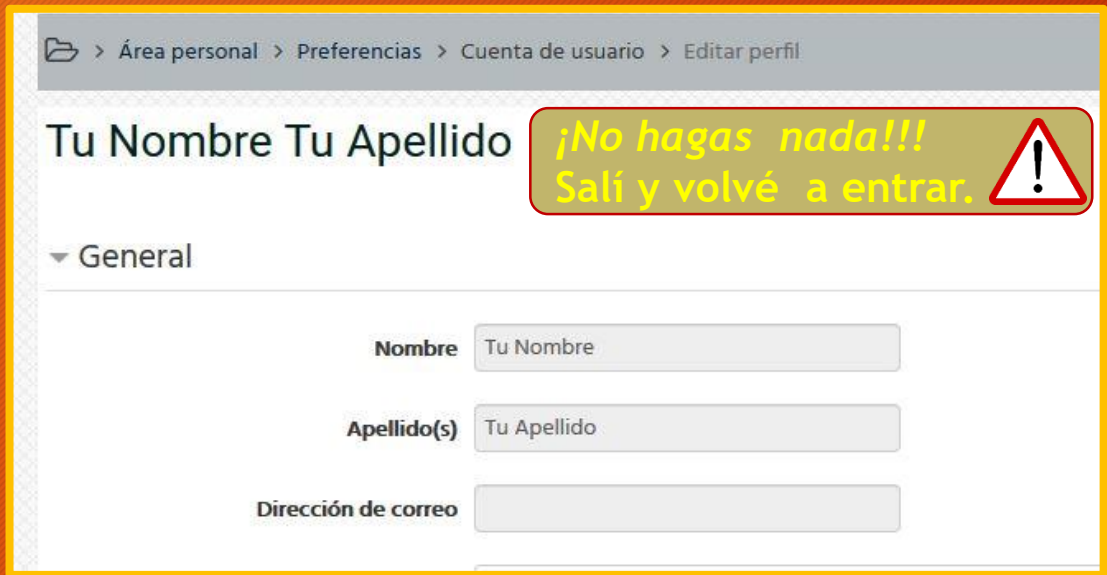 > Área personal > Preferencias > Cuenta de usuario > Editar perfil
Tu Nombre Tu Apellido
¡No hagas nada!!!
Salí y volvé a entrar.
General
Nombre Tu Nombre
Apellido(s) Tu Apellido
Dirección de correo